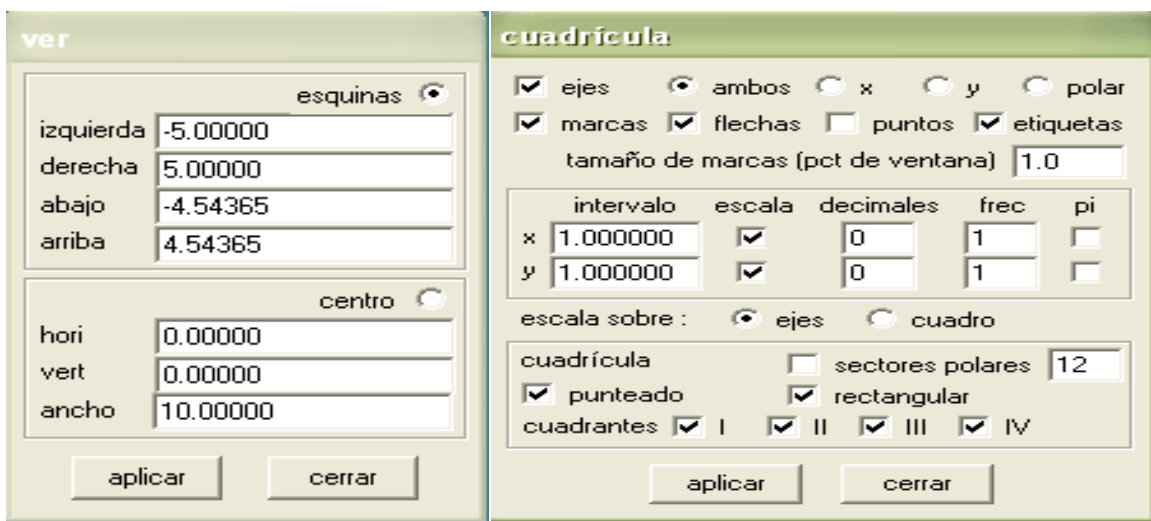 ver
esquinas
izquierda -5.00000
derecha 5.00000
abajo -4.54365
arriba 4.54365
centro
hori 0.00000
vert 0.00000
ancho 10.00000
aplicar cerrar
cuadrícula
ejes ambos x y polar
marcas flechas puntos etiquetas
tamaño de marcas (pct de ventana) 1.0
intervalo escala decimales frec pi
x 1.000000 0 1
y 1.000000 0 1
escala sobre : ejes cuadro
cuadrícula sectores polares 12
punteado rectangular
cuadrantes I II III IV
aplicar cerrar